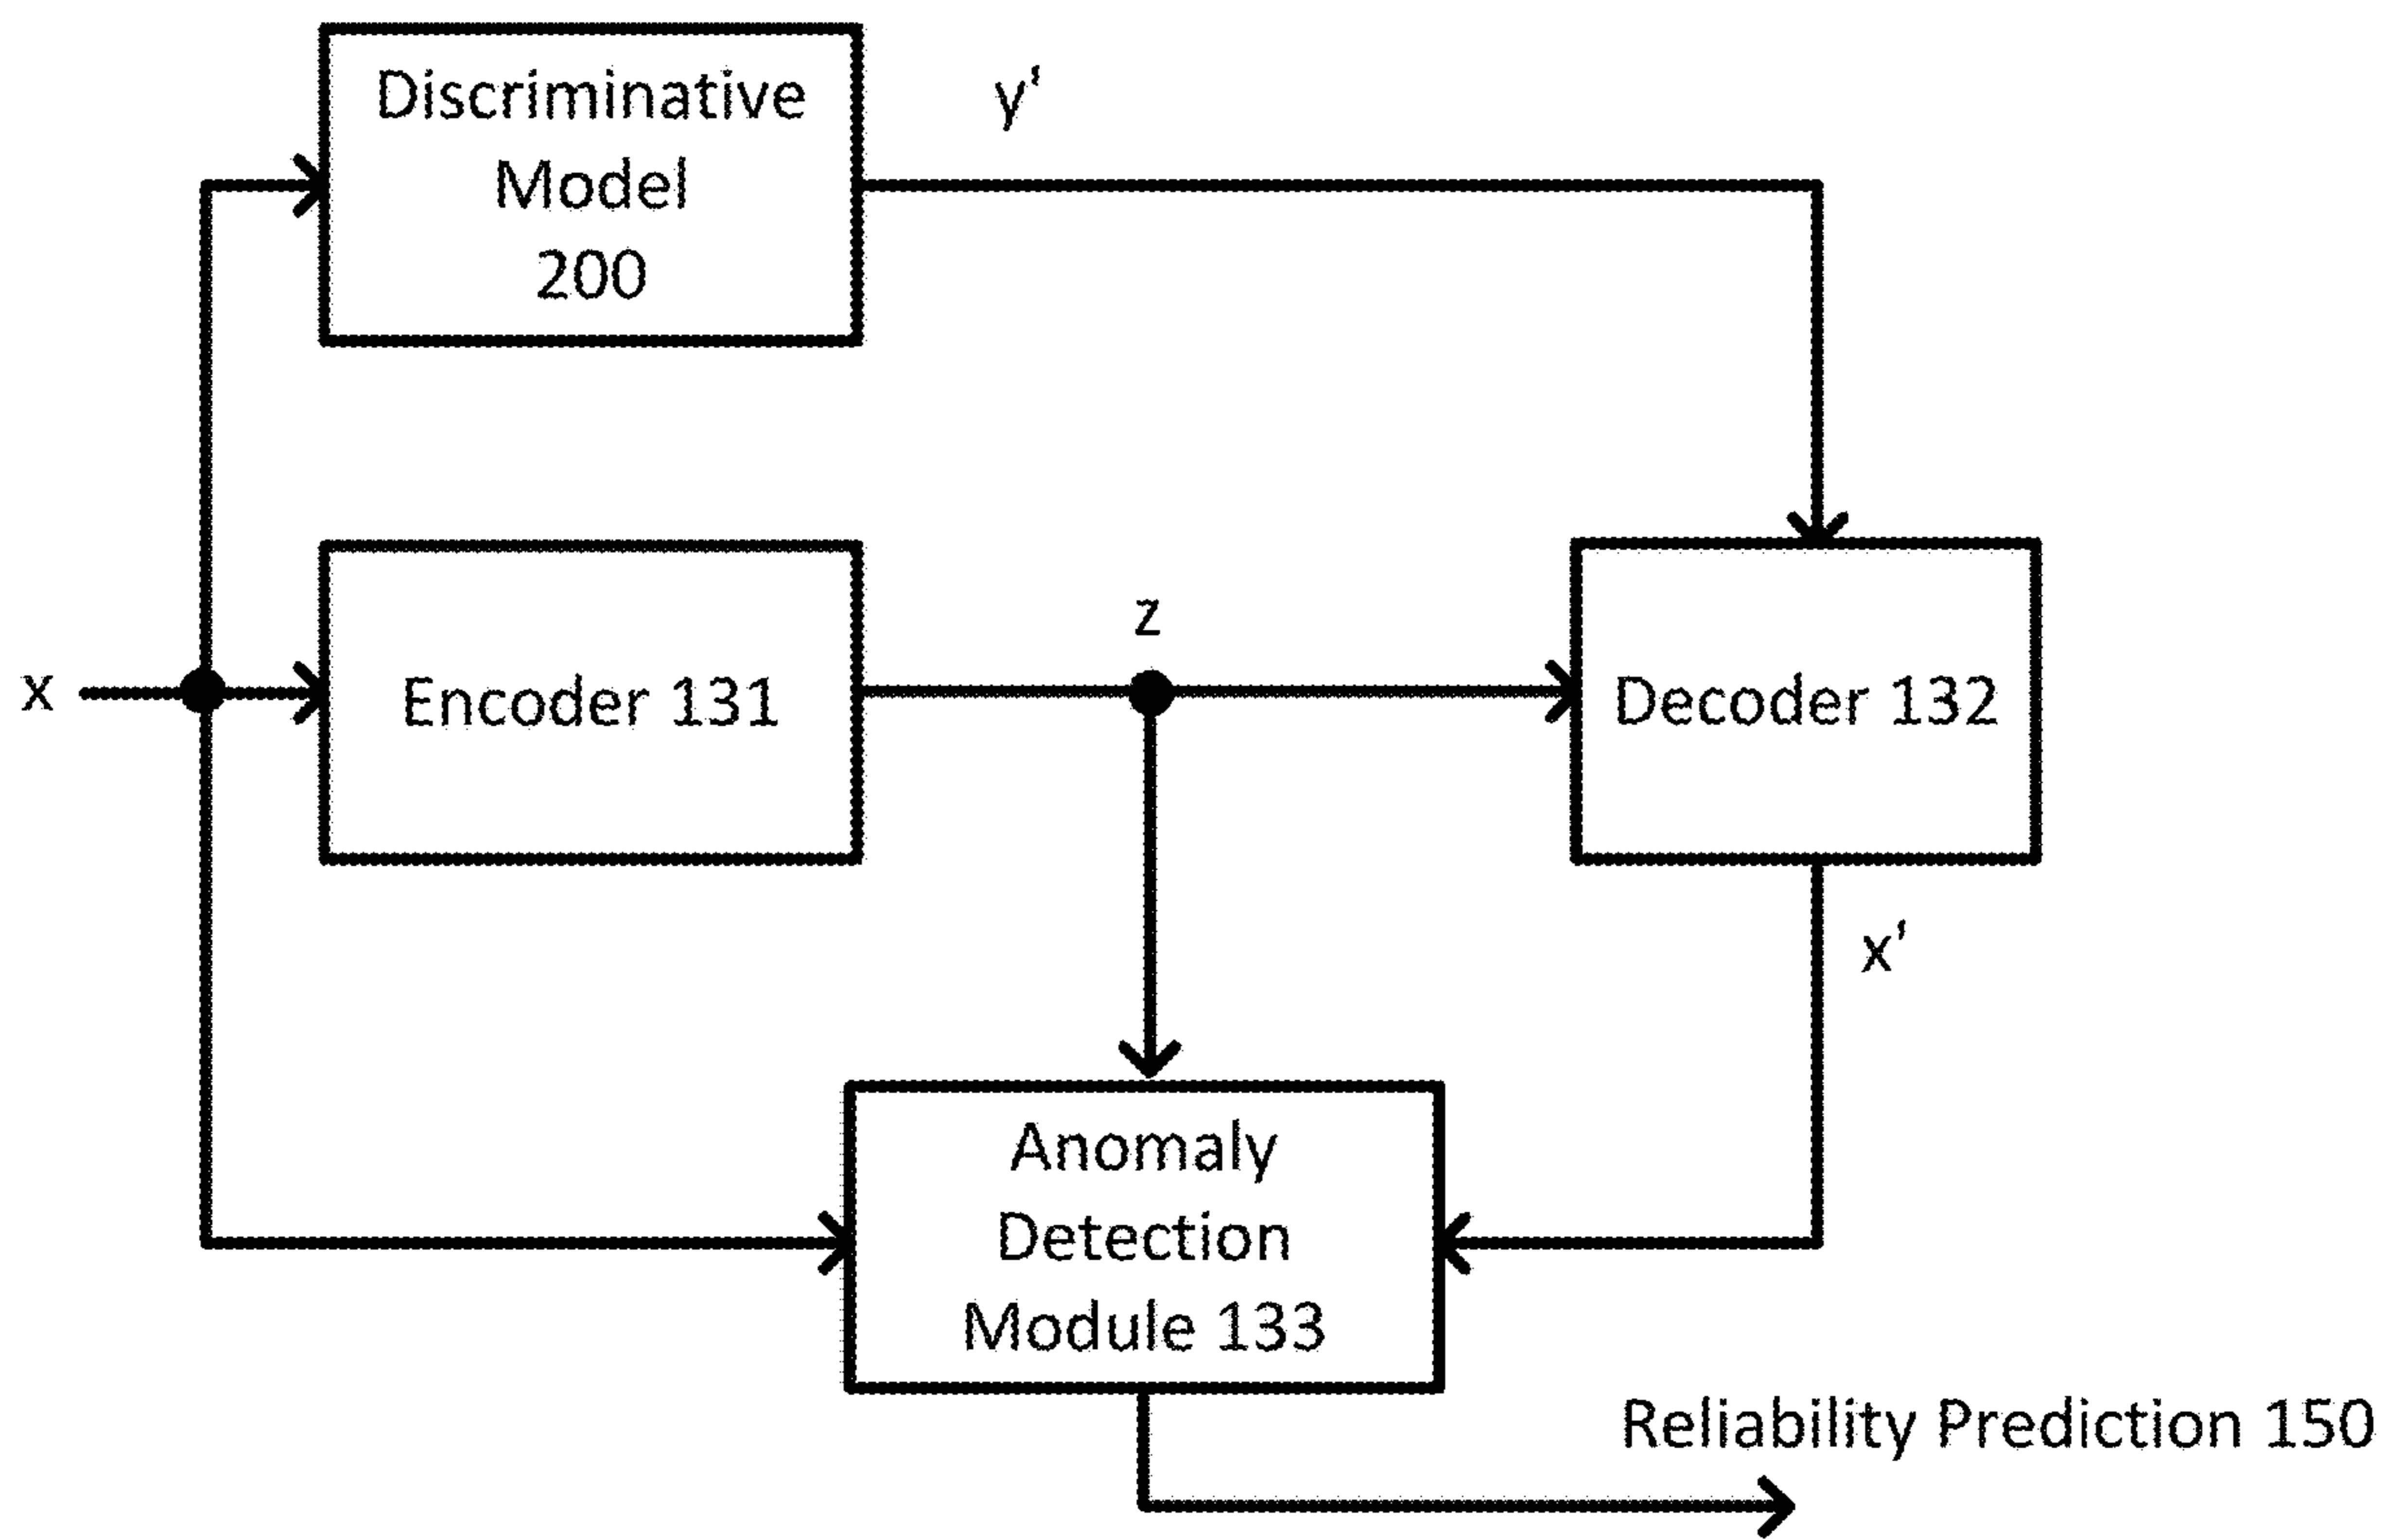 Discriminative
Model
200
y'
x
Encoder 131
z
Decoder 132
x'
Anomaly
Detection
Module 133
Reliability Prediction 150